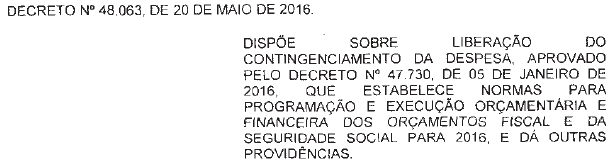 DECRETO Nº 48.063, DE 20 DE MAIO DE 2016.
DISPÕE SOBRE LIBERAÇÃO DO
CONTINGENCIAMENTO DA DESPESA, APROVADO
PELO DECRETO Nº 47.730, DE 05 DE JANEIRO DE
2016, QUE ESTABELECE NORMAS PARA
PROGRAMAÇÃO E EXECUÇÃO ORÇAMENTÁRIA E
FINANCEIRA DOS ORÇAMENTOS FISCAL E DA
SEGURIDADE SOCIAL PARA 2016, E DÁ OUTRAS
PROVIDÊNCIAS.